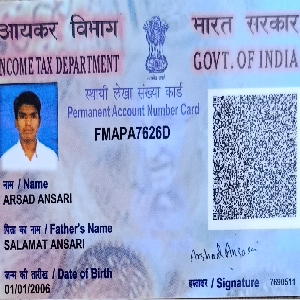 आयकर विभाग
INCOME TAX DEPARTMENT
भारत सरकार
GOVT. OF INDIA
स्थायी लेखा संख्या कार्ड
Permanent Account Number Card
FMAPA7626D
नाम / Name
ARSAD ANSARI
पिता का नाम / Father's Name
SALAMAT ANSARI
जन्म की तारीख / Date of Birth
01/01/2006
Arshad Ansari
हस्ताक्षर / Signature
7690511